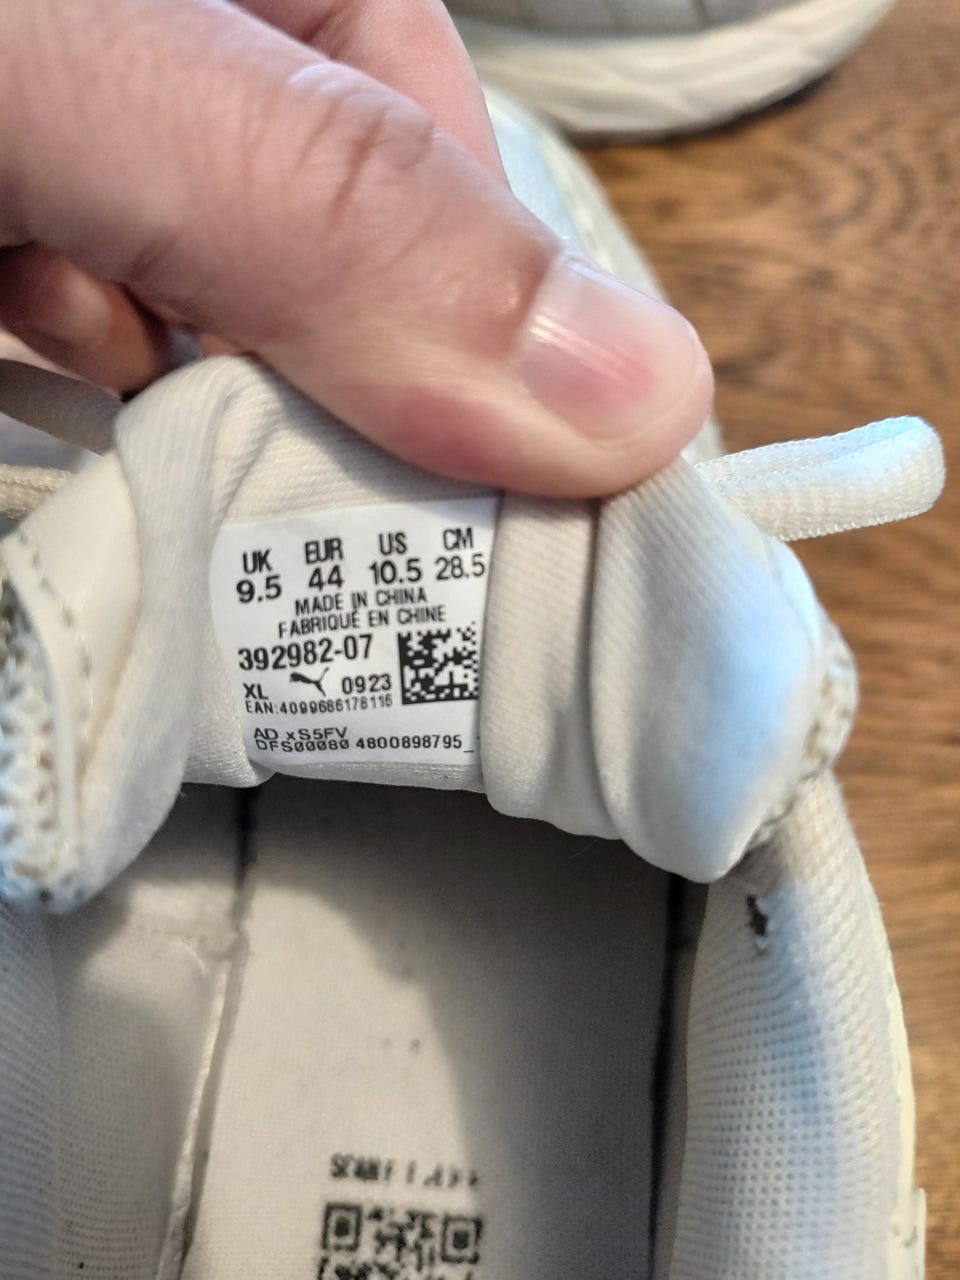 UK EUR US CM
9.5 44 10.5 28.5
MADE IN CHINA
FABRIQUÉ EN CHINE
392982-07
XL 0923
EAN:4099686178116
AD xS5FV
DFS00080 4800898795_